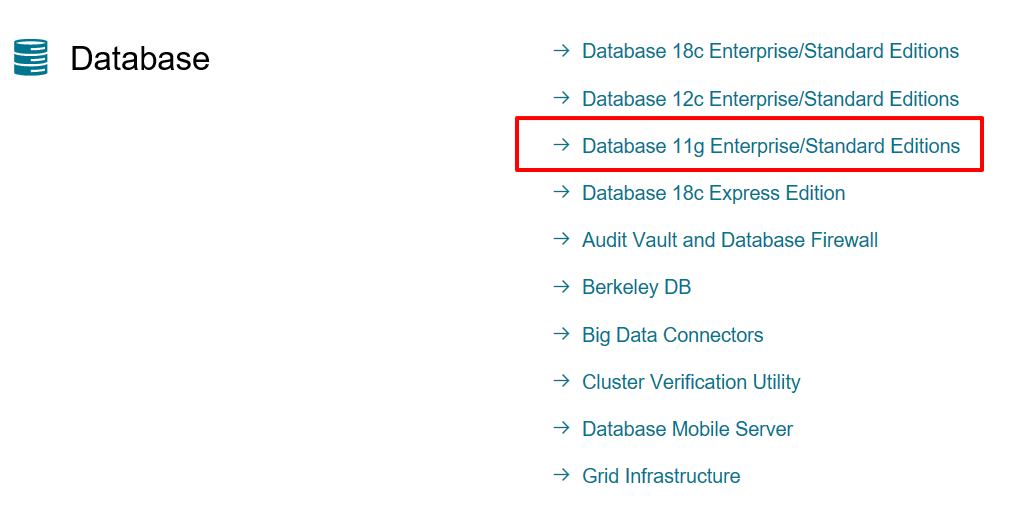 Database
→ Database 18c Enterprise/Standard Editions
→ Database 12c Enterprise/Standard Editions
→ Database 11g Enterprise/Standard Editions
→ Database 18c Express Edition
→ Audit Vault and Database Firewall
→ Berkeley DB
→ Big Data Connectors
→ Cluster Verification Utility
→ Database Mobile Server
→ Grid Infrastructure